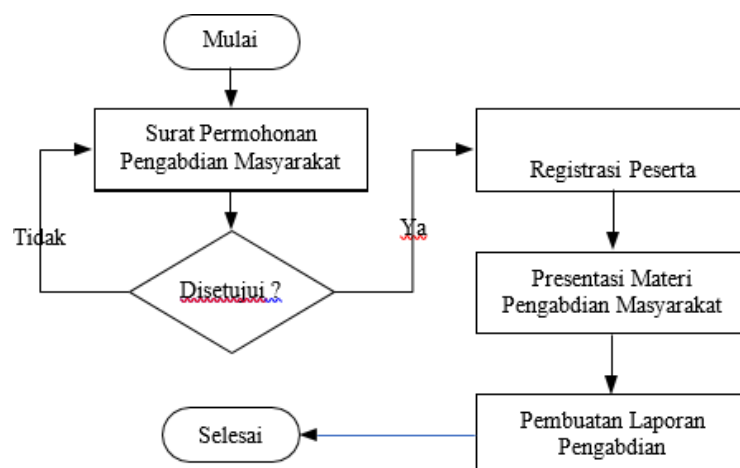 Mulai
Surat Permohonan
Pengabdian Masyarakat
Tidak
Disetujui ?
Ya
Registrasi Peserta
Presentasi Materi
Pengabdian Masyarakat
Pembuatan Laporan
Pengabdian
Selesai